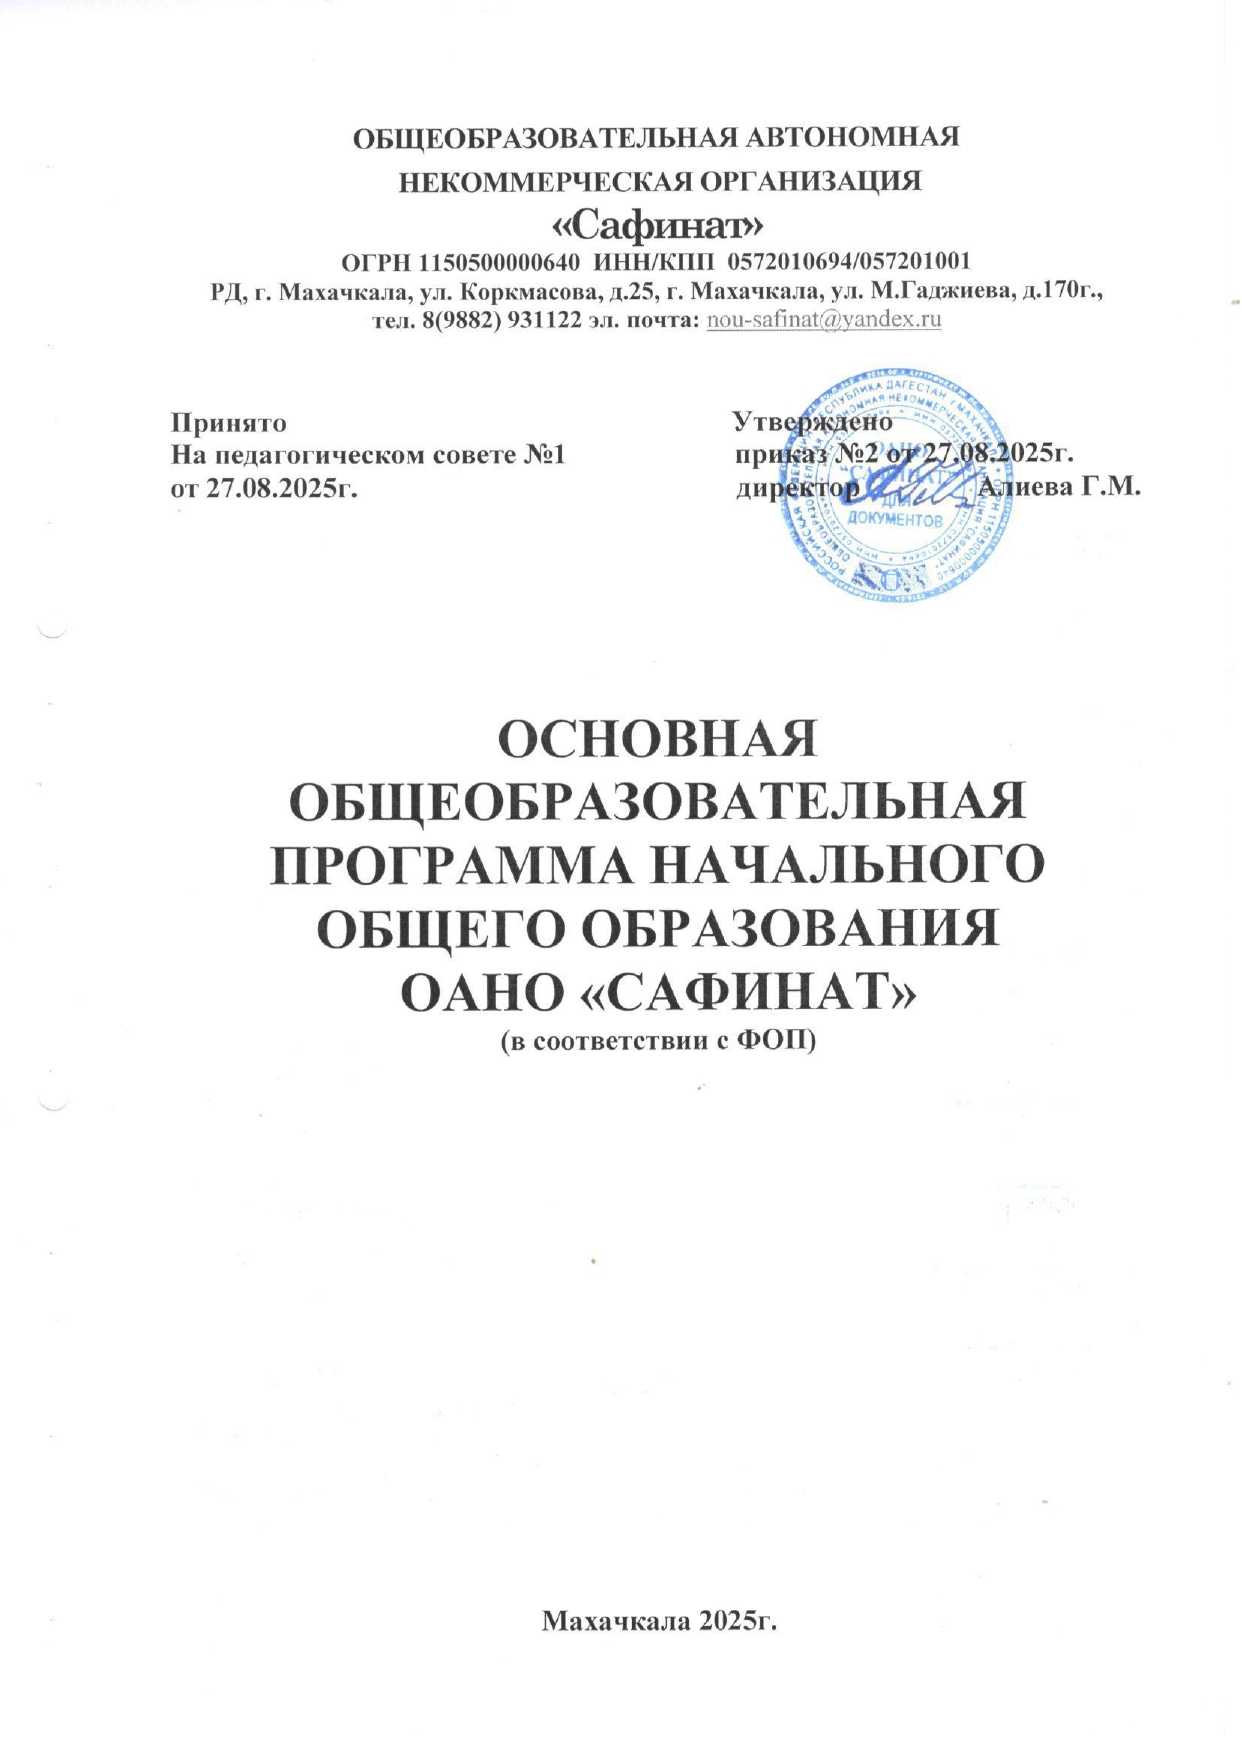 ОБЩЕОБРАЗОВАТЕЛЬНАЯ АВТОНОМНАЯ
НЕКОММЕРЧЕСКАЯ ОРГАНИЗАЦИЯ
«Сафинат»
ОГРН 1150500000640 ИНН/КПП 0572010694/057201001
РД, г. Махачкала, ул. Коркмасова, д.25, г. Махачкала, ул. М.Гаджиева, д.170г.,
тел. 8(9882) 931122 эл. почта: nou-safinat@yandex.ru
Принято Утверждено
На педагогическом совете №1 приказ №2 от 27.08.2025г.
от 27.08.2025г. директор Алиева Г.М.
ОАНО
"САФИНАТ"
ДЛЯ
ДОКУМЕНТОВ
ОСНОВНАЯ
ОБЩЕОБРАЗОВАТЕЛЬНАЯ
ПРОГРАММА НАЧАЛЬНОГО
ОБЩЕГО ОБРАЗОВАНИЯ
ОАНО «САФИНАТ»
(в соответствии с ФОП)
Махачкала 2025г.